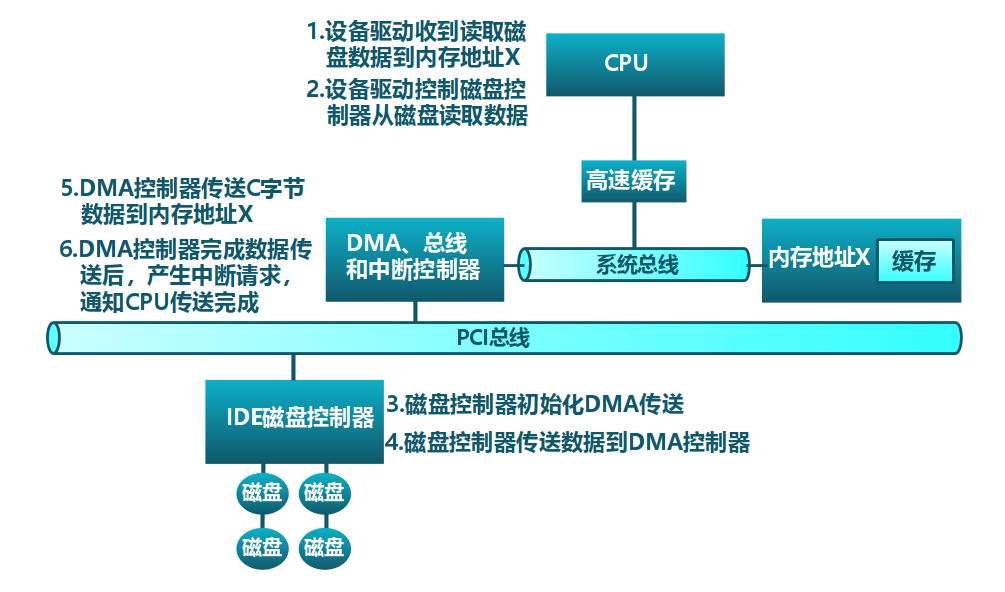 1.设备驱动收到读取磁
盘数据到内存地址X
2.设备驱动控制磁盘控
制器从磁盘读取数据
CPU
高速缓存
5.DMA控制器传送C字节
数据到内存地址X
6.DMA控制器完成数据传
送后，产生中断请求，
通知CPU传送完成
DMA、总线
和中断控制器
系统总线
内存地址X
缓存
PCI总线
IDE磁盘控制器
3.磁盘控制器初始化DMA传送
4.磁盘控制器传送数据到DMA控制器
磁盘
磁盘
磁盘
磁盘